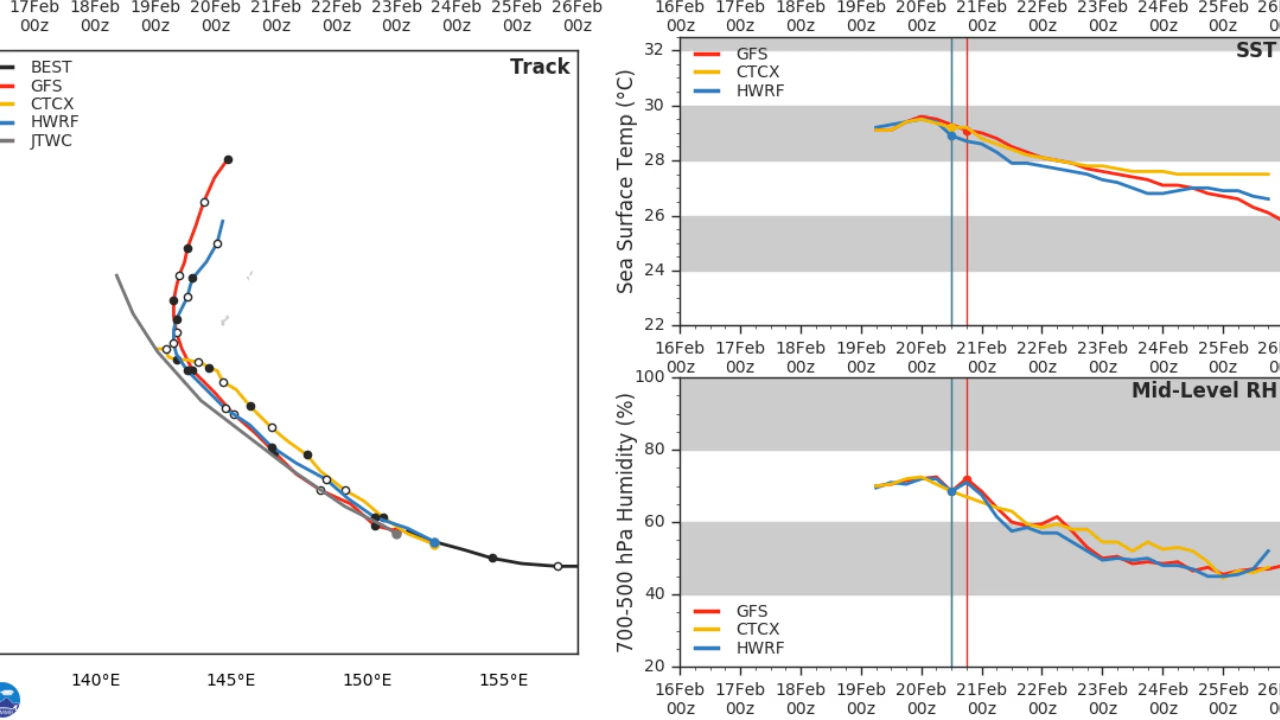 17Feb 18Feb 19Feb 20Feb 21Feb 22Feb 23Feb 24Feb 25Feb 26Feb
00z 00z 00z 00z 00z 00z 00z 00z 00z 00z
Track
BEST
GFS
CTCX
HWRF
JTWC
140°E 145°E 150°E 155°E
16Feb 17Feb 18Feb 19Feb 20Feb 21Feb 22Feb 23Feb 24Feb 25Feb
00z 00z 00z 00z 00z 00z 00z 00z 00z 00z
SST
GFS
CTCX
HWRF
Sea Surface Temp (°C)
32
30
28
26
24
22
16Feb 17Feb 18Feb 19Feb 20Feb 21Feb 22Feb 23Feb 24Feb 25Feb
00z 00z 00z 00z 00z 00z 00z 00z 00z 00z
Mid-Level RH
700-500 hPa Humidity (%)
100
80
60
40
20
GFS
CTCX
HWRF
16Feb 17Feb 18Feb 19Feb 20Feb 21Feb 22Feb 23Feb 24Feb 25Feb
00z 00z 00z 00z 00z 00z 00z 00z 00z 00z